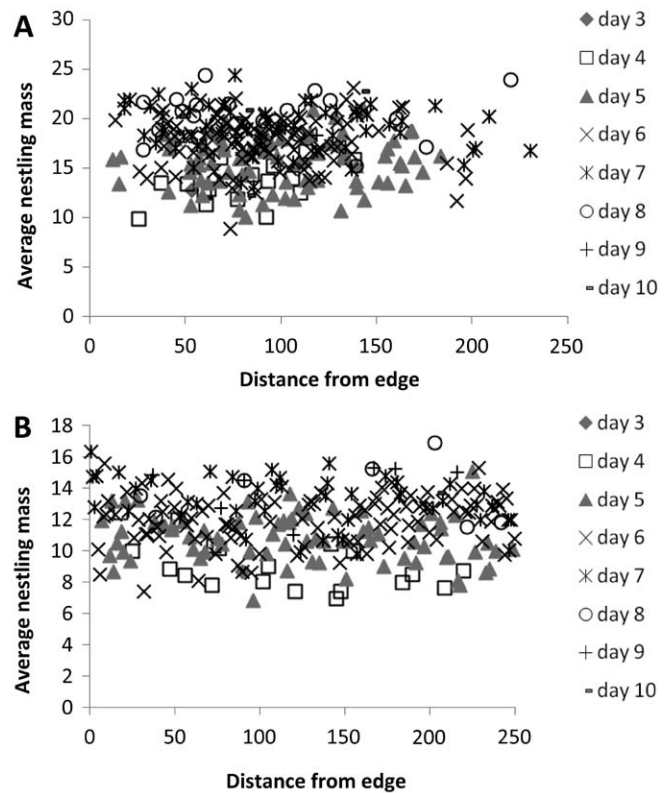 A
Average nestling mass
30
25
20
15
10
5
0
0 50 100 150 200 250
Distance from edge
day 3
day 4
day 5
day 6
day 7
day 8
day 9
day 10
B
Average nestling mass
18
16
14
12
10
8
6
4
2
0
0 50 100 150 200 250
Distance from edge
day 3
day 4
day 5
day 6
day 7
day 8
day 9
day 10